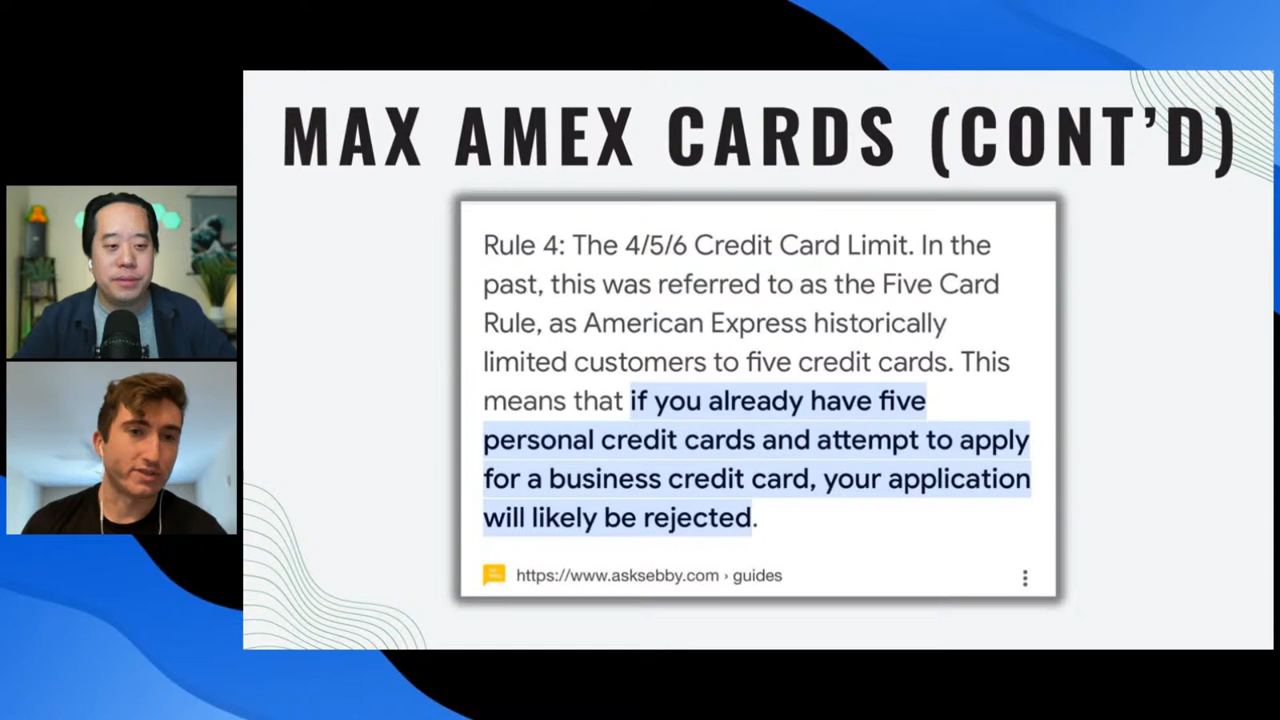 MAX AMEX CARDS (CONT'D)
Rule 4: The 4/5/6 Credit Card Limit. In the
past, this was referred to as the Five Card
Rule, as American Express historically
limited customers to five credit cards. This
means that if you already have five
personal credit cards and attempt to apply
for a business credit card, your application
will likely be rejected.
https://www.asksebby.com › guides